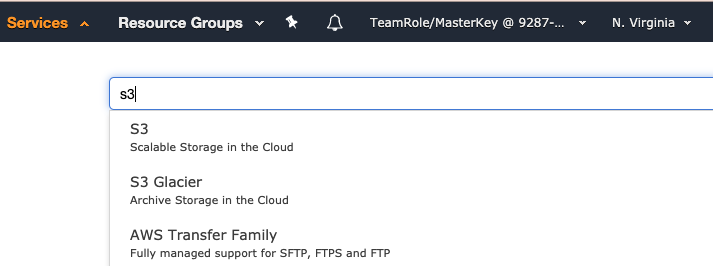 Services Resource Groups TeamRole/MasterKey @ 9287-... N. Virginia
s3
S3
Scalable Storage in the Cloud
S3 Glacier
Archive Storage in the Cloud
AWS Transfer Family
Fully managed support for SFTP, FTPS and FTP